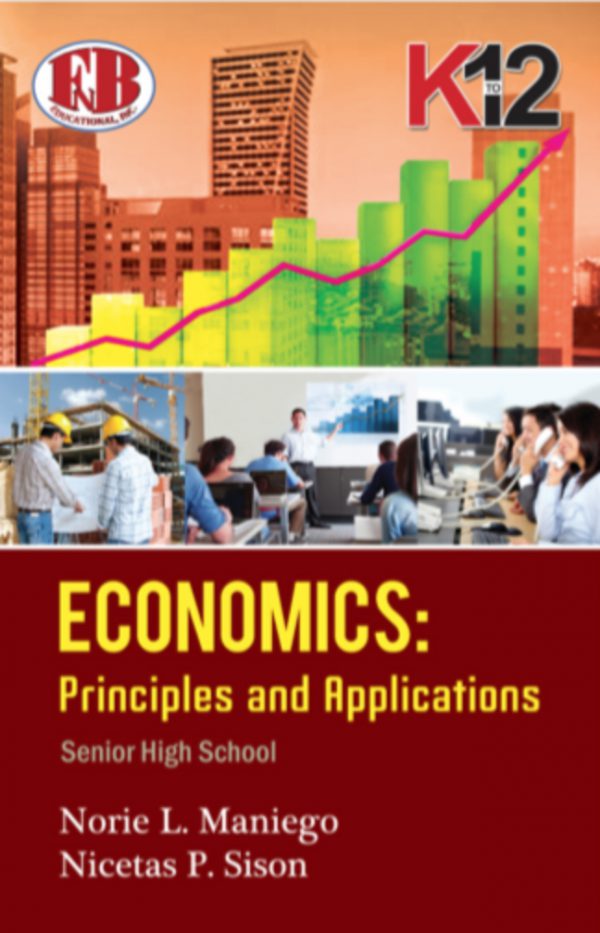 FNB
EDUCATIONAL, INC.
K TO 12
ECONOMICS:
Principles and Applications
Senior High School
Norie L. Maniego
Nicetas P. Sison